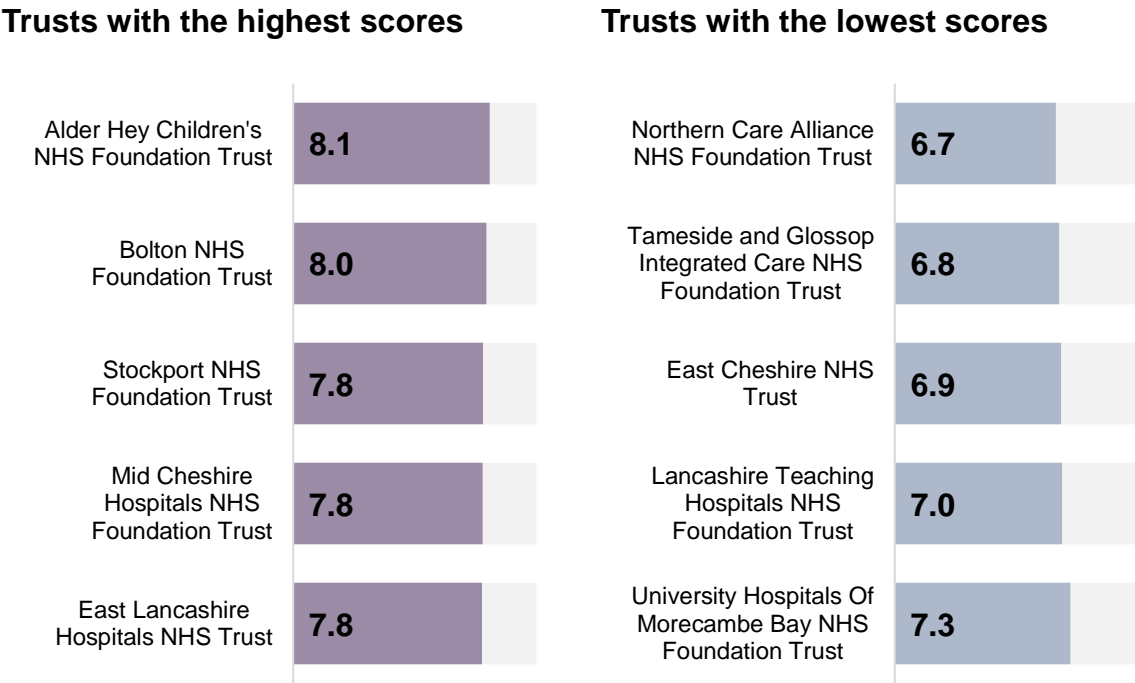 Trusts with the highest scores
Alder Hey Children's
NHS Foundation Trust
8.1
Bolton NHS
Foundation Trust
8.0
Stockport NHS
Foundation Trust
7.8
Mid Cheshire
Hospitals NHS
Foundation Trust
7.8
East Lancashire
Hospitals NHS Trust
7.8
Trusts with the lowest scores
Northern Care Alliance
NHS Foundation Trust
6.7
Tameside and Glossop
Integrated Care NHS
Foundation Trust
6.8
East Cheshire NHS
Trust
6.9
Lancashire Teaching
Hospitals NHS
Foundation Trust
7.0
University Hospitals Of
Morecambe Bay NHS
Foundation Trust
7.3